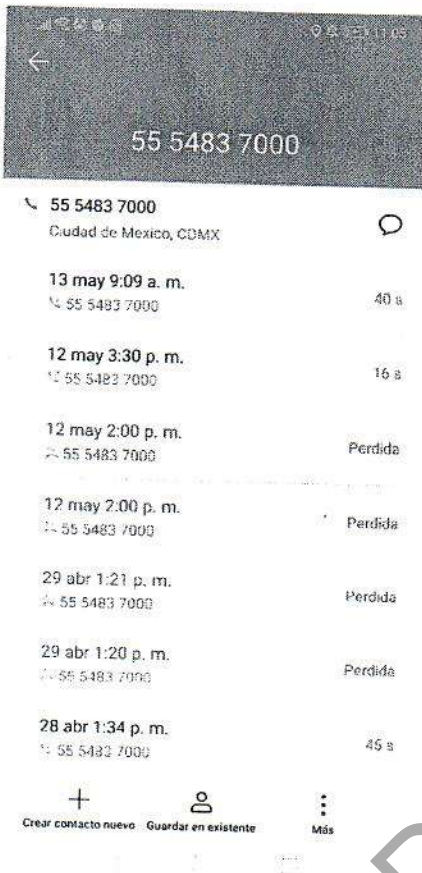 11:05
55 5483 7000
55 5483 7000
Ciudad de Mexico, CDMX
13 may 9:09 a. m.
55 5483 7000
40 s
12 may 3:30 p. m.
55 5483 7000
16 s
12 may 2:00 p. m.
55 5483 7000
Perdida
12 may 2:00 p. m.
55 5483 7000
Perdida
29 abr 1:21 p. m.
55 5483 7000
Perdida
29 abr 1:20 p. m.
55 5483 7000
Perdida
28 abr 1:34 p. m.
55 5483 7000
45 s
Crear contacto nuevo
Guardar en existente
Más